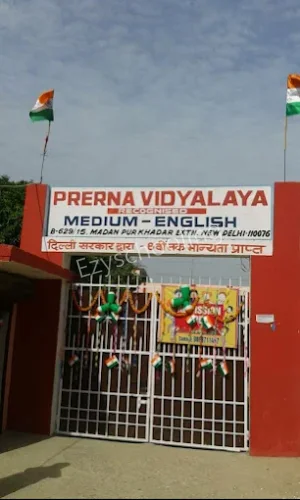 PRERNA VIDYALAYA
RECOGNISED
MEDIUM - ENGLISH
B-629/15, MADAN PUR KHADAR EXTN. NEW DELHI-110076
दिल्ली सरकार द्वारा - 8वीं तक मान्यता प्राप्त